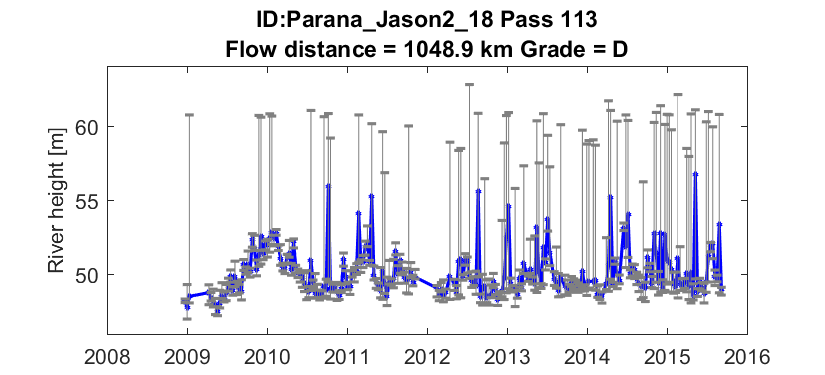 ID:Parana_Jason2_18 Pass 113
Flow distance = 1048.9 km Grade = D
River height [m]
60
55
50
2008 2009 2010 2011 2012 2013 2014 2015 2016